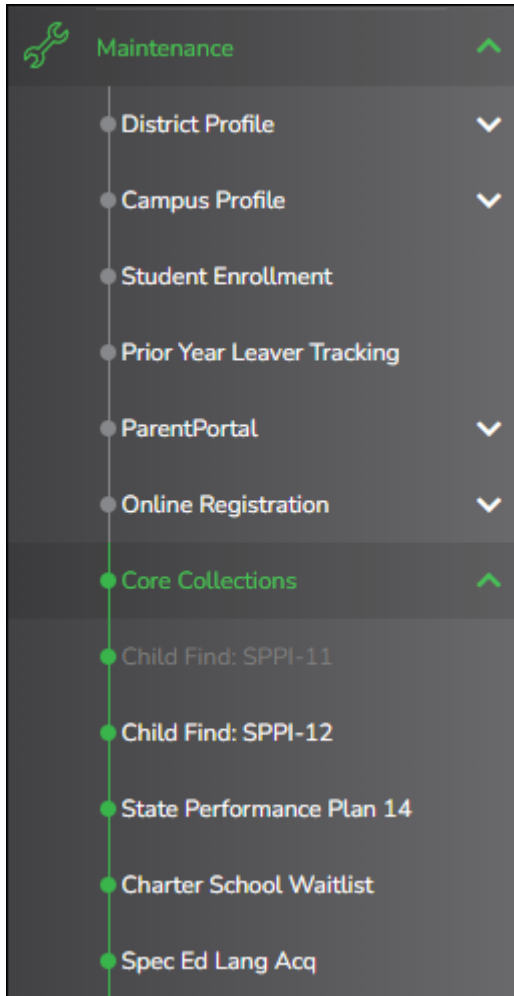 Maintenance
District Profile
Campus Profile
Student Enrollment
Prior Year Leaver Tracking
ParentPortal
Online Registration
Core Collections
Child Find: SPPI-11
Child Find: SPPI-12
State Performance Plan 14
Charter School Waitlist
Spec Ed Lang Acq